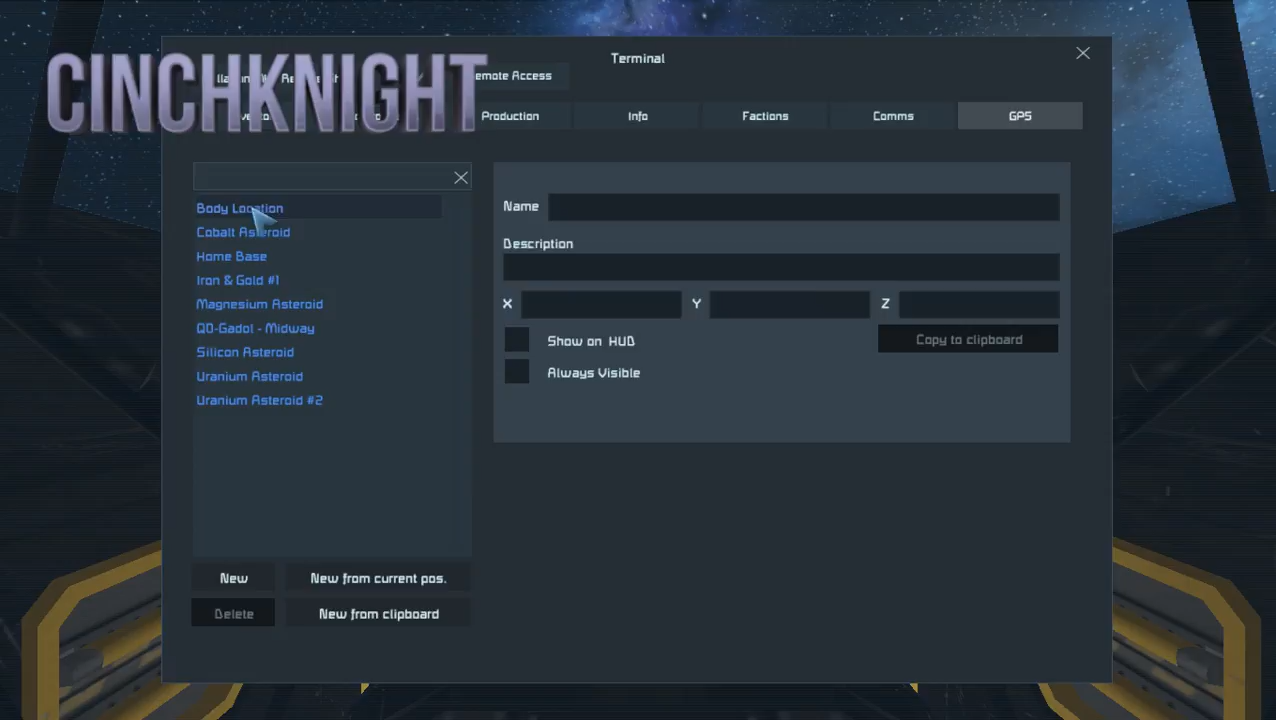 CINCHKNIGHT
Terminal
emote Access
Production
Info
Factions
Comms
GPS
Body Location
Cobalt Asteroid
Home Base
Iron & Gold #1
Magnesium Asteroid
QO-Gadol - Midway
Silicon Asteroid
Uranium Asteroid
Uranium Asteroid #2
New
New from current pos.
Delete
New from clipboard
Name
Description
X Y Z
Show on HUD
Copy to clipboard
Always Visible